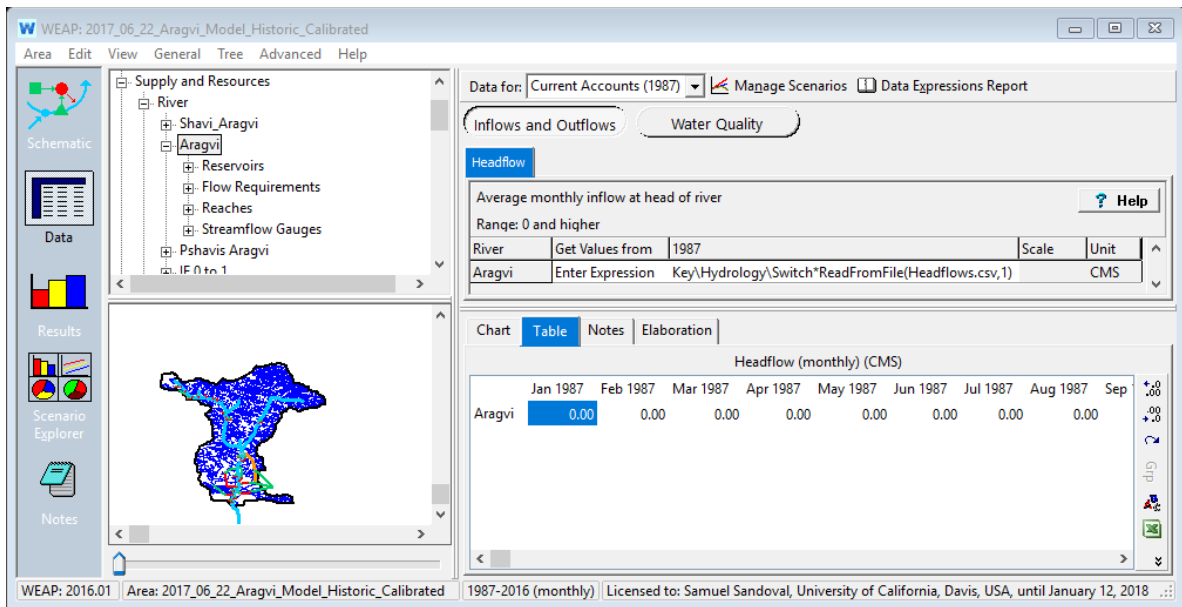 WEAP: 2017_06_22_Aragvi_Model_Historic_Calibrated
Area Edit View General Tree Advanced Help
Schematic
Data
Results
Scenario
Explorer
Notes
Supply and Resources
River
Shavi_Aragvi
Aragvi
Reservoirs
Flow Requirements
Reaches
Streamflow Gauges
Pshavis Aragvi
IF 0 to 1
Data for: Current Accounts (1987) Manage Scenarios Data Expressions Report
Inflows and Outflows Water Quality
Headflow
Average monthly inflow at head of river
? Help
Range: 0 and higher
River Get Values from 1987 Scale Unit
Aragvi Enter Expression Key\Hydrology\Switch*ReadFromFile(Headflows.csv,1) CMS
Chart Table Notes Elaboration
Headflow (monthly) (CMS)
Jan 1987 Feb 1987 Mar 1987 Apr 1987 May 1987 Jun 1987 Jul 1987 Aug 1987 Sep
Aragvi 0.00 0.00 0.00 0.00 0.00 0.00 0.00 0.00
Grp
WEAP: 2016.01 Area: 2017_06_22_Aragvi_Model_Historic_Calibrated 1987-2016 (monthly) Licensed to: Samuel Sandoval, University of California, Davis, USA, until January 12, 2018